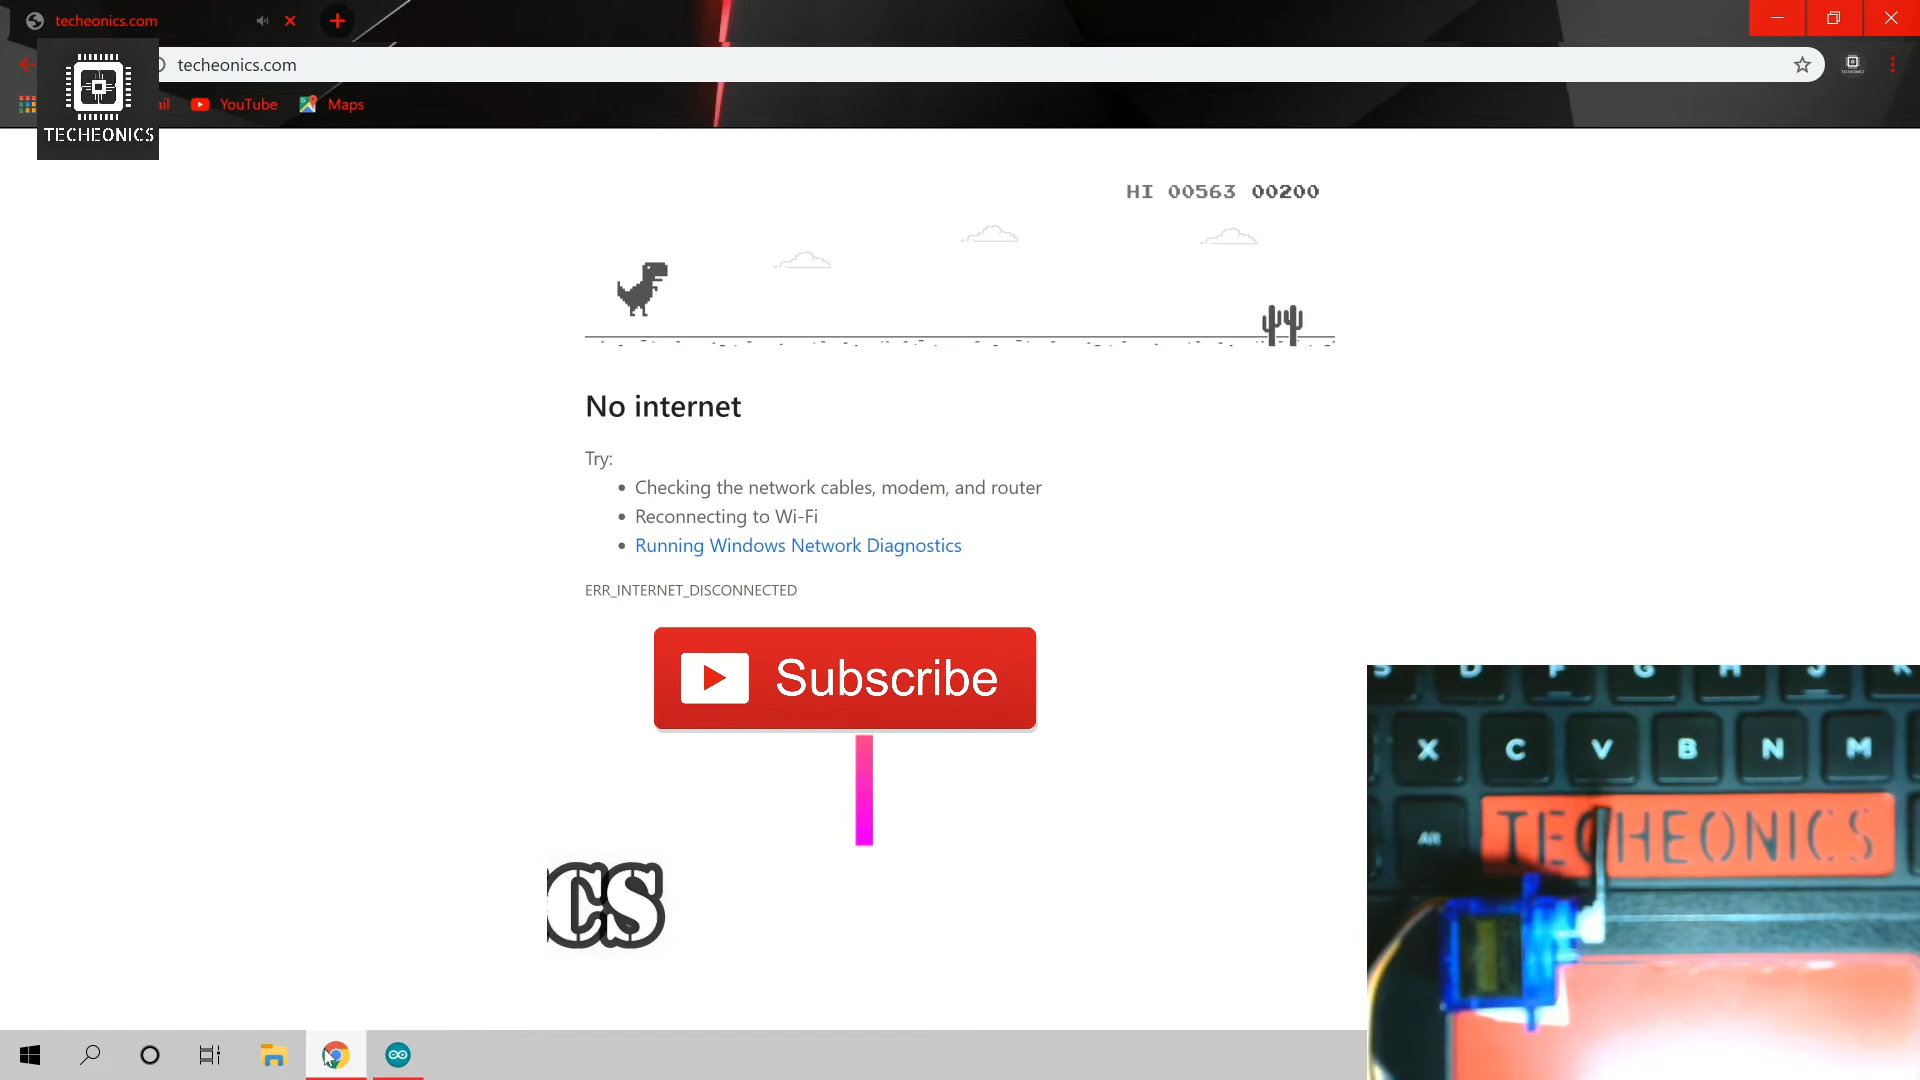 techeonics.com
techeonics.com
TECHEONICS
YouTube
Maps
HI 00563 00200
No internet
Try:
Checking the network cables, modem, and router
Reconnecting to Wi-Fi
Running Windows Network Diagnostics
ERR_INTERNET_DISCONNECTED
Subscribe
CS
D F G H J K
X C V B N M
Alt
TECHEONICS